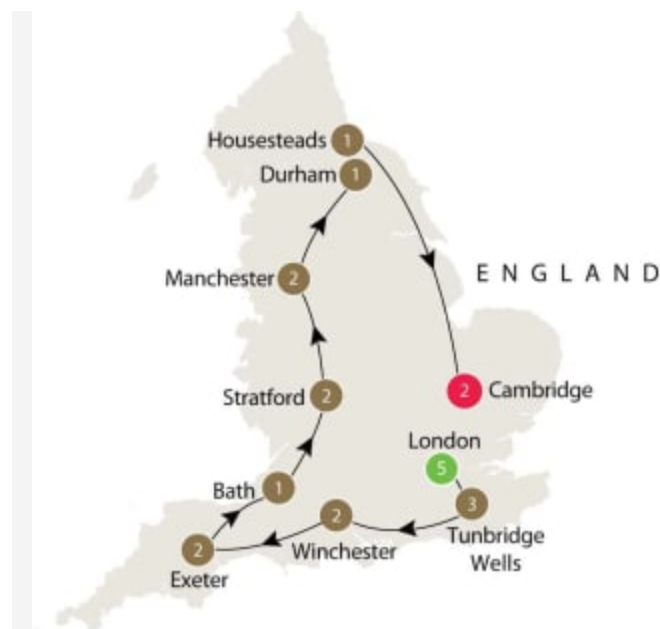 Housesteads 1
Durham 1
Manchester 2
ENGLAND
Stratford 2
2 Cambridge
London
5
Bath 1
3
Tunbridge
Wells
2
Winchester
2
Exeter